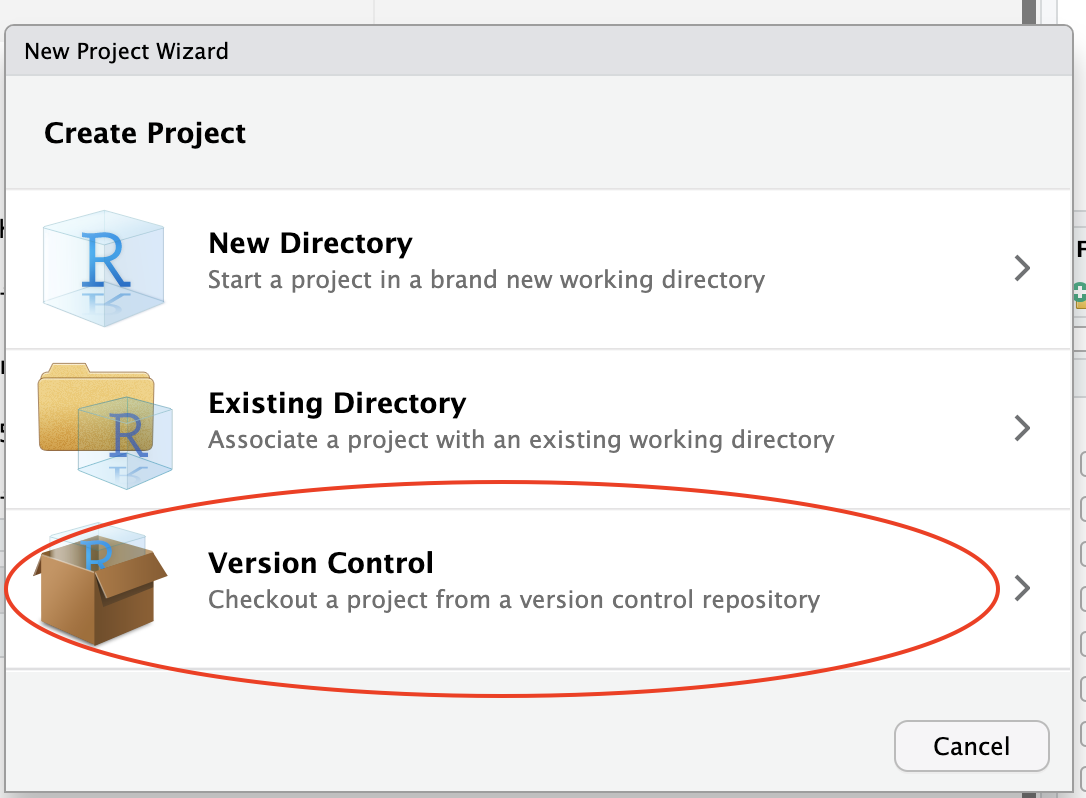 New Project Wizard
Create Project
R
New Directory
Start a project in a brand new working directory
R
Existing Directory
Associate a project with an existing working directory
R
Version Control
Checkout a project from a version control repository
Cancel